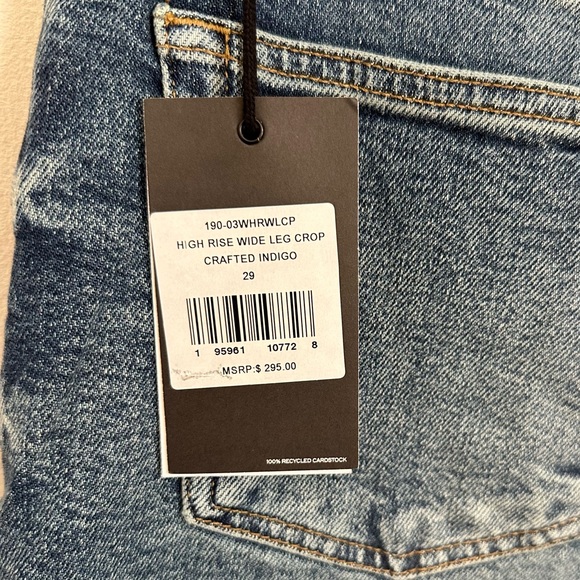 190-03WHRWLCP
HIGH RISE WIDE LEG CROP
CRAFTED INDIGO
29
1 95961 10772 8
MSRP:$ 295.00
100% RECYCLED CARDSTOCK